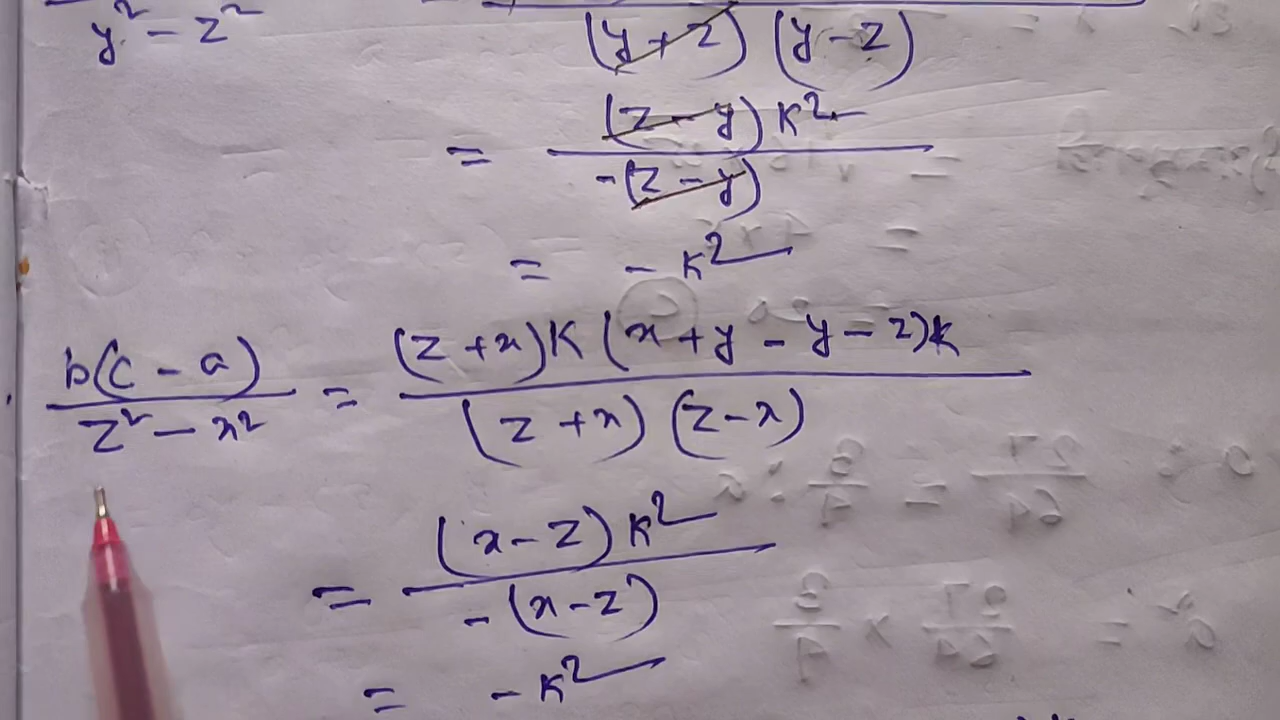 y² - z²
(y + z) (y - z)
= (z - y) k² / -(z - y)
= - k²
b(c - a) / z² - x² = (z + x)k (x + y - y - z)k / (z + x) (z - x)
= (x - z) k² / -(x - z)
= - k²